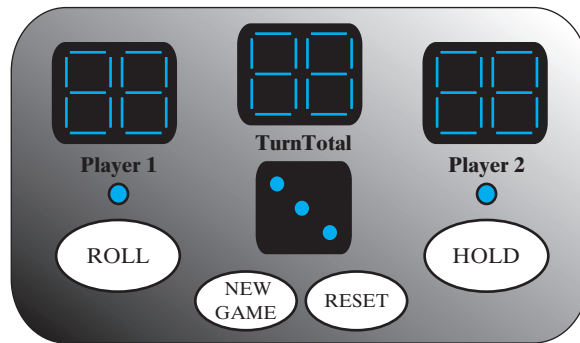 TurnTotal
Player 1
Player 2
ROLL
HOLD
NEW
GAME
RESET